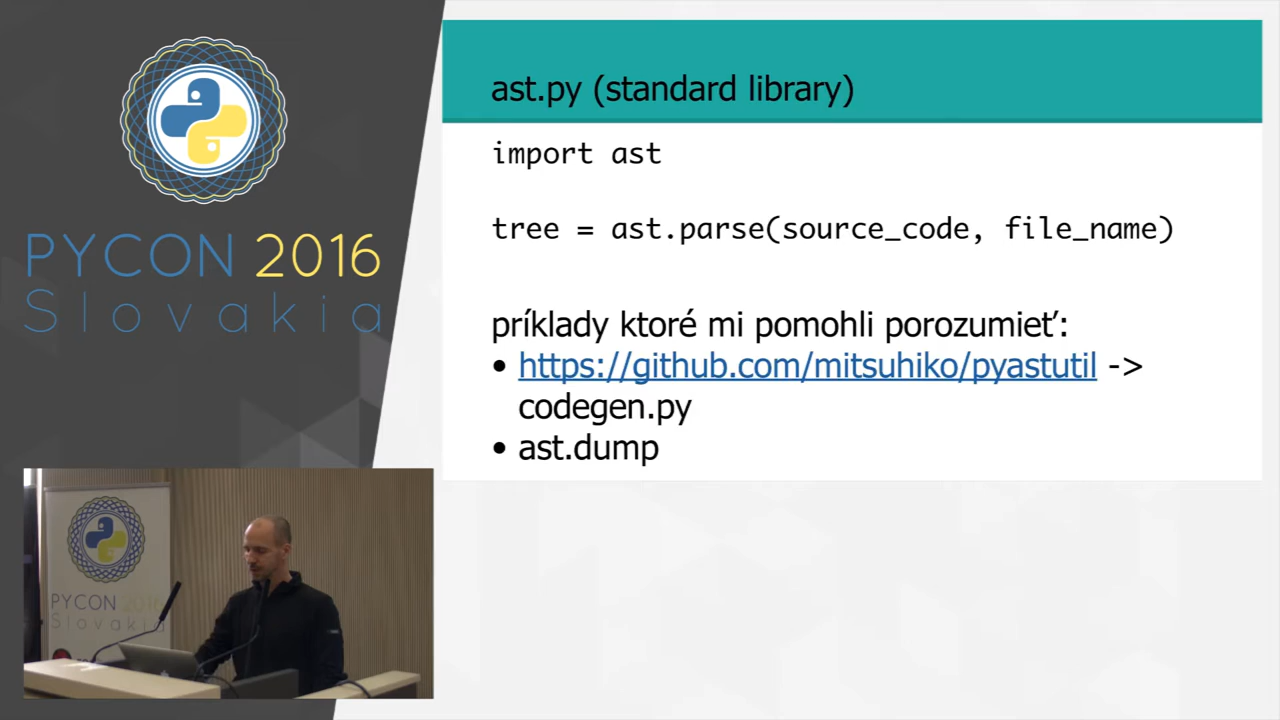 PYCON 2016
Slovakia
ast.py (standard library)
import ast
tree = ast.parse(source_code, file_name)
príklady ktoré mi pomohli porozumieť:
• https://github.com/mitsuhiko/pyastutil ->
codegen.py
• ast.dump
PYCON 2016
Slovakia